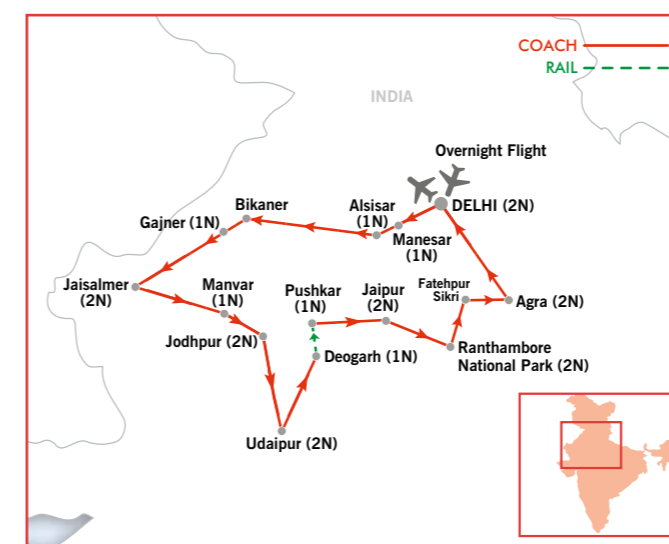 COACH
RAIL
INDIA
Overnight Flight
DELHI (2N)
Alsisar
(1N)
Manesar
(1N)
Bikaner
Gajner (1N)
Jaisalmer
(2N)
Manvar
(1N)
Jodhpur (2N)
Pushkar
(1N)
Jaipur
(2N)
Fatehpur
Sikri
Agra (2N)
Deogarh (1N)
Ranthambore
National Park (2N)
Udaipur (2N)